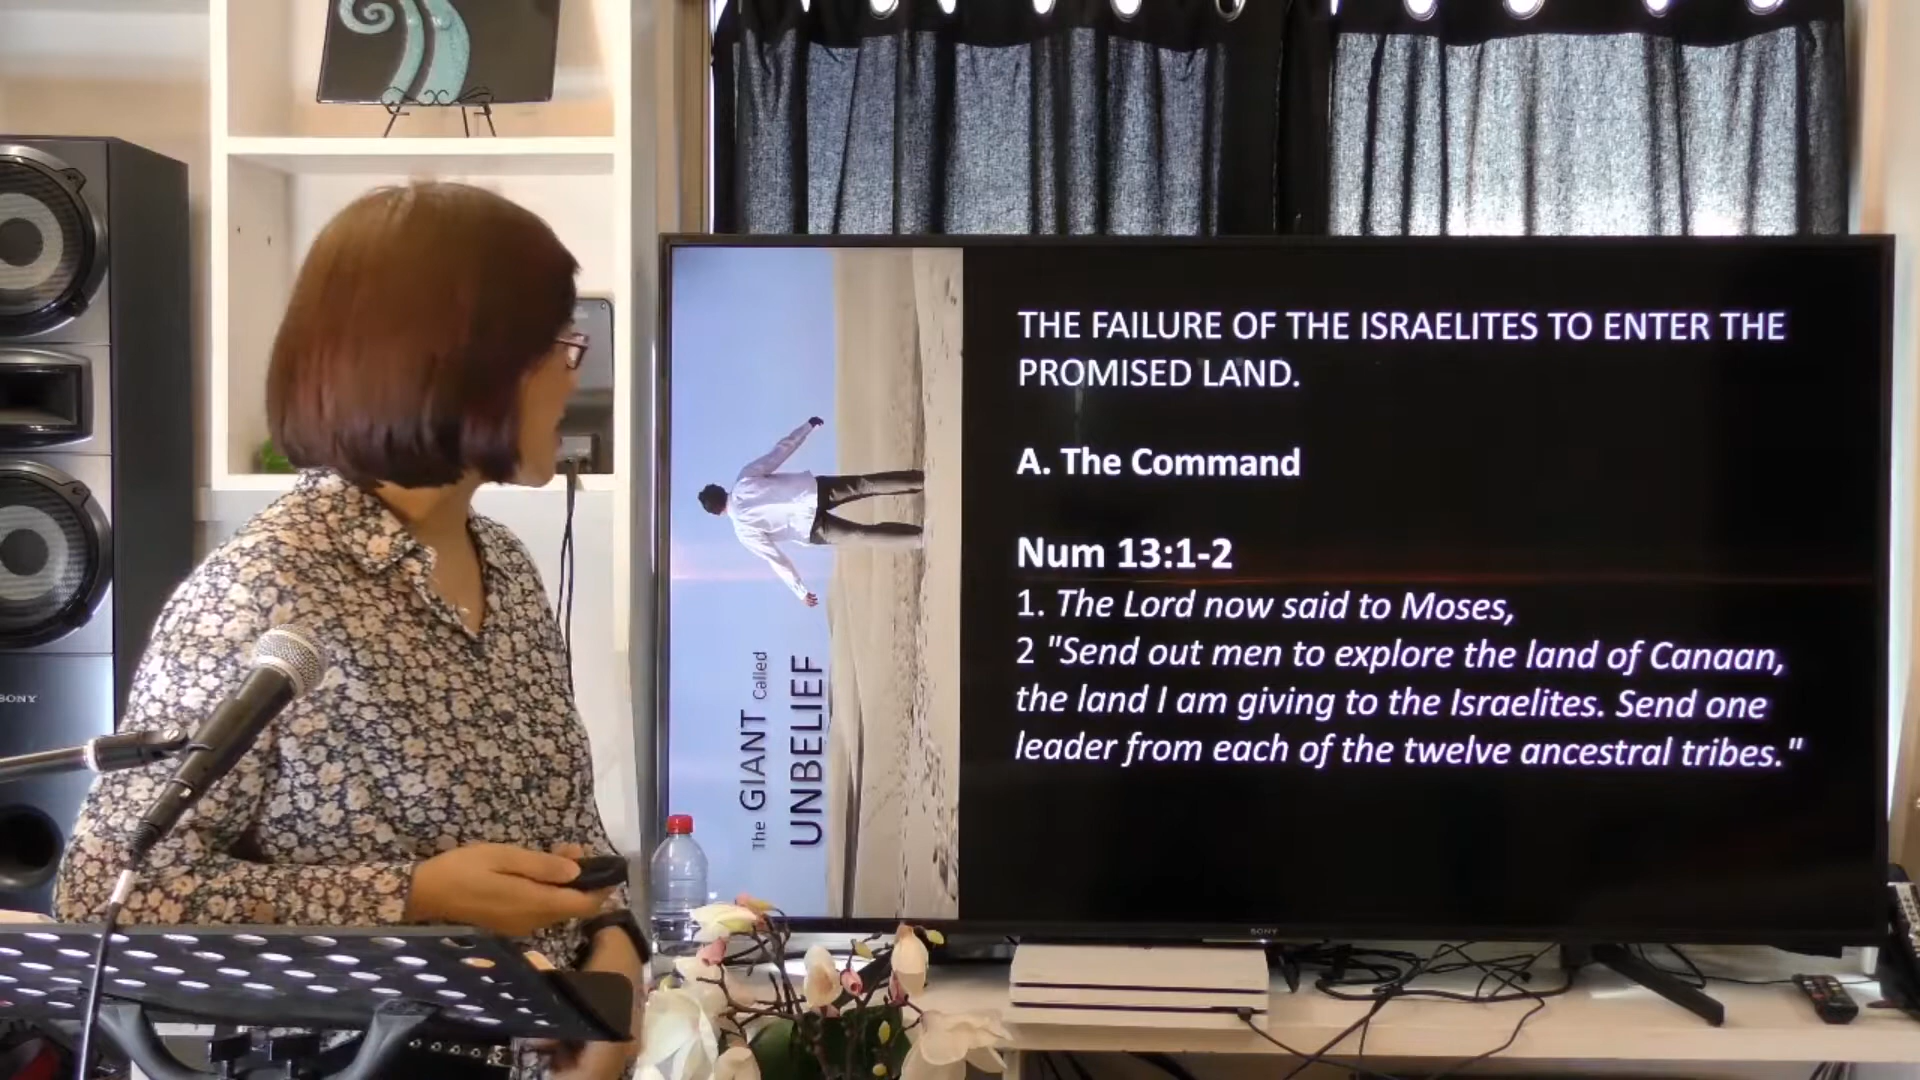 THE FAILURE OF THE ISRAELITES TO ENTER THE
PROMISED LAND.
A. The Command
Num 13:1-2
1. The Lord now said to Moses,
2 "Send out men to explore the land of Canaan,
the land I am giving to the Israelites. Send one
leader from each of the twelve ancestral tribes."
The GIANT Called
UNBELIEF
SONY
SONY